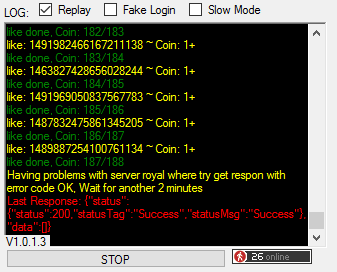 LOG: Replay Fake Login Slow Mode
like done, Coin: 182/183
like: 1491982466167211138 ~ Coin: 1+
like done, Coin: 183/184
like: 1463827428656028244 ~ Coin: 1+
like done, Coin: 184/185
like: 1491969050837567783 ~ Coin: 1+
like done, Coin: 185/186
like: 1487832475861345205 ~ Coin: 1+
like done, Coin: 186/187
like: 1489887254100761134 ~ Coin: 1+
like done, Coin: 187/188
Having problems with server royal where try get respon with
error code OK, Wait for another 2 minutes
Last Response: {"status":
{"status":200,"statusTag":"Success","statusMsg":"Success"},
"data":[]}
V1.0.1.3
STOP 26 online